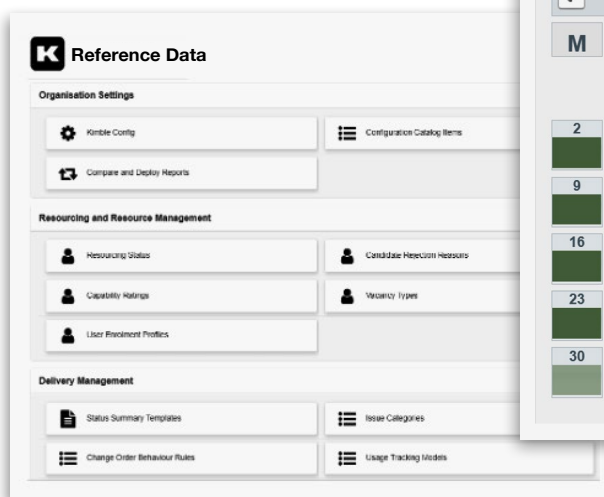 K Reference Data
Organisation Settings
Kimble Config
Configuration Catalog Items
Compare and Deploy Reports
Resourcing and Resource Management
Resourcing Status
Candidate Rejection Reasons
Capability Ratings
Vacancy Types
User Enrolment Profiles
Delivery Management
Status Summary Templates
Issue Categories
Change Order Behaviour Rules
Usage Tracking Models
M
2
9
16
23
30